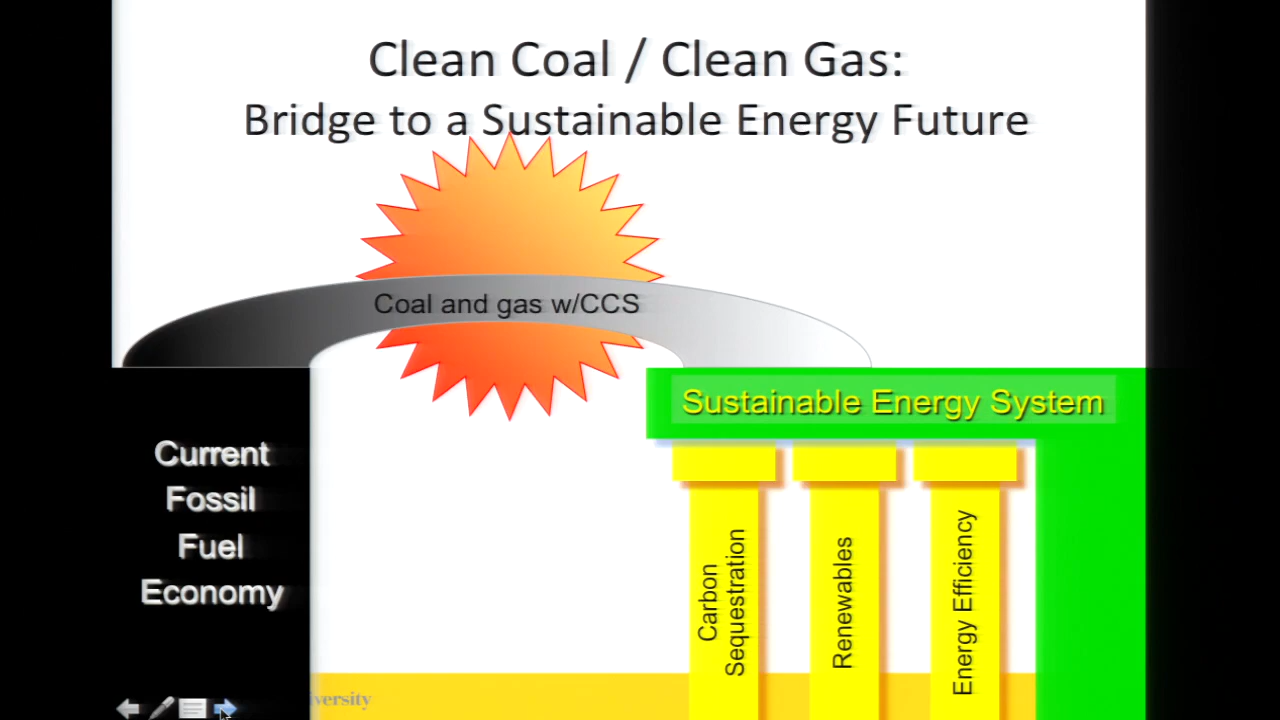 Clean Coal / Clean Gas:
Bridge to a Sustainable Energy Future
Coal and gas w/CCS
Sustainable Energy System
Current
Fossil
Fuel
Economy
Carbon
Sequestration
Renewables
Energy Efficiency